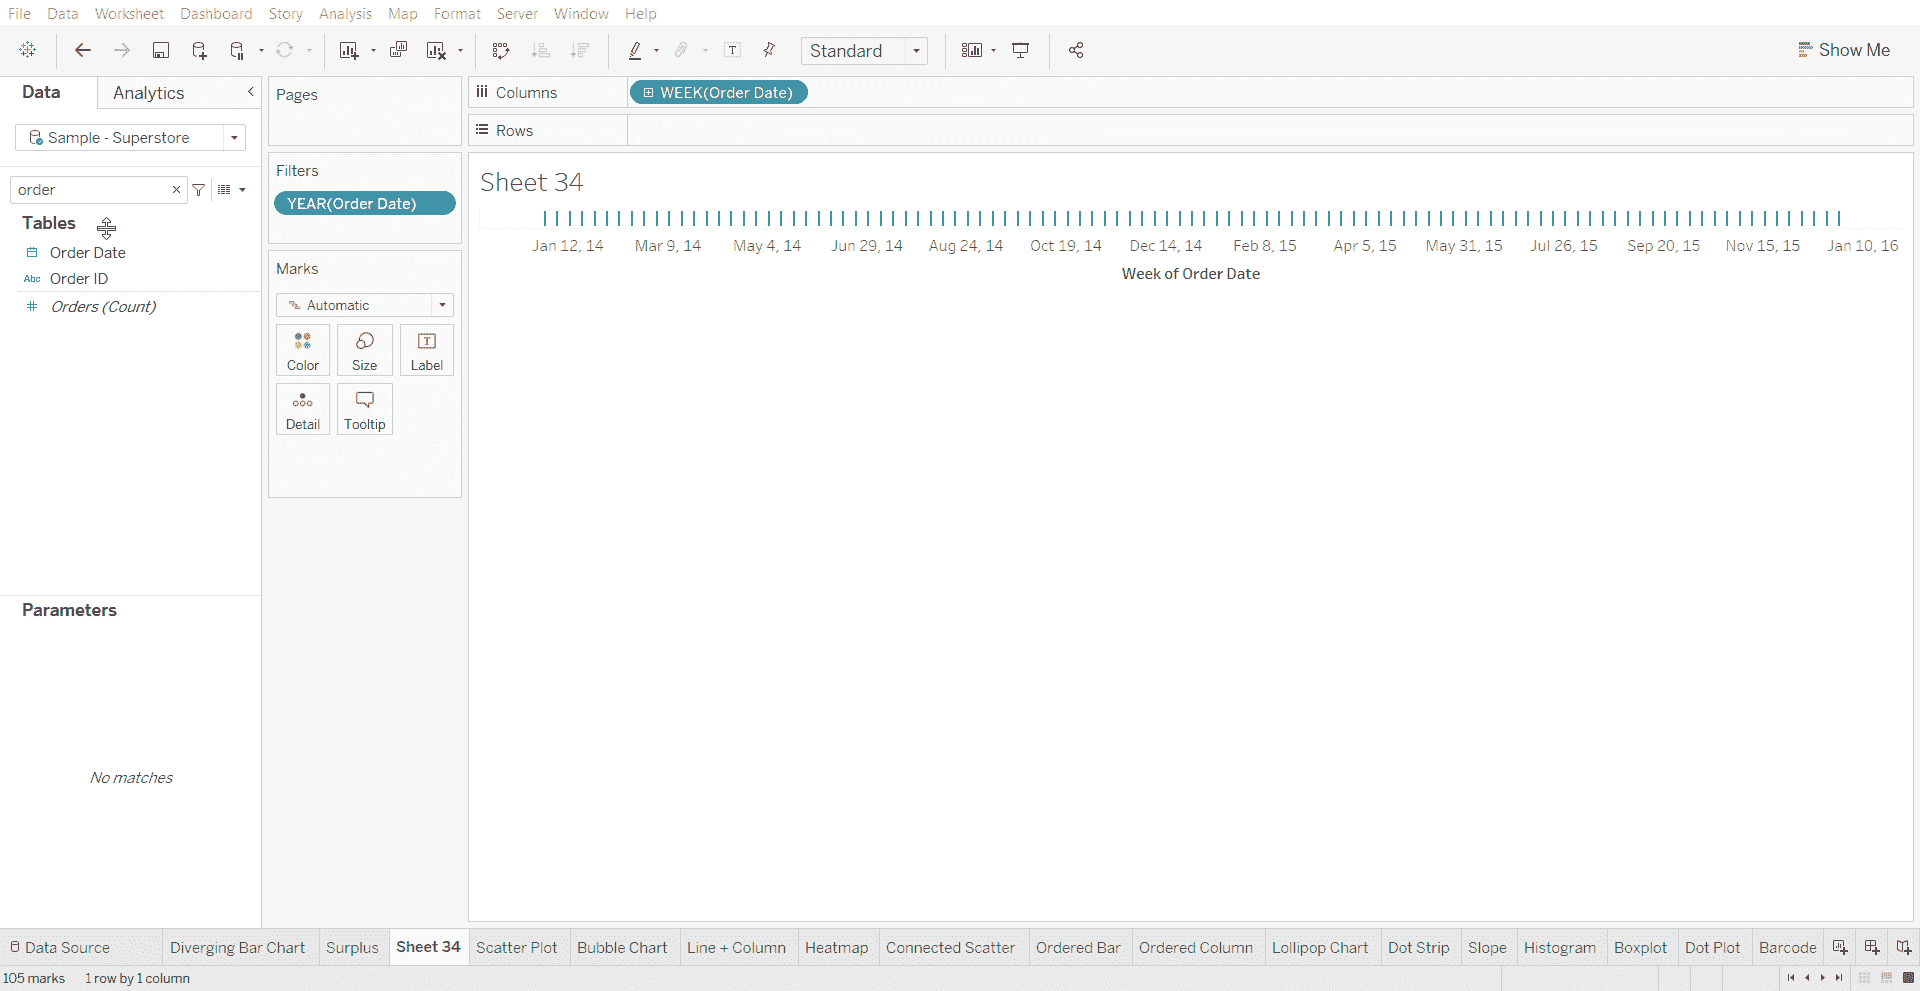 File Data Worksheet Dashboard Story Analysis Map Format Server Window Help
Standard
Show Me
Data Analytics
Sample - Superstore
order
Tables
Order Date
Abc Order ID
Orders (Count)
Parameters
No matches
Pages
Filters
YEAR(Order Date)
Marks
Automatic
Color Size Label
Detail Tooltip
Columns WEEK(Order Date)
Rows
Sheet 34
Jan 12, 14 Mar 9, 14 May 4, 14 Jun 29, 14 Aug 24, 14 Oct 19, 14 Dec 14, 14 Feb 8, 15 Apr 5, 15 May 31, 15 Jul 26, 15 Sep 20, 15 Nov 15, 15 Jan 10, 16
Week of Order Date
Data Source Diverging Bar Chart Surplus Sheet 34 Scatter Plot Bubble Chart Line + Column Heatmap Connected Scatter Ordered Bar Ordered Column Lollipop Chart Dot Strip Slope Histogram Boxplot Dot Plot Barcode
105 marks 1 row by 1 column